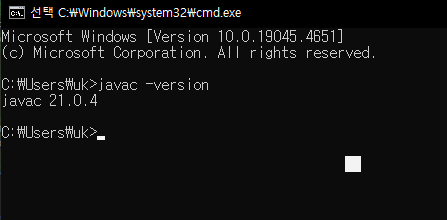 선택 C:₩Windows₩system32₩cmd.exe
Microsoft Windows [Version 10.0.19045.4651]
(c) Microsoft Corporation. All rights reserved.
C:₩Users₩uk>javac -version
javac 21.0.4
C:₩Users₩uk>